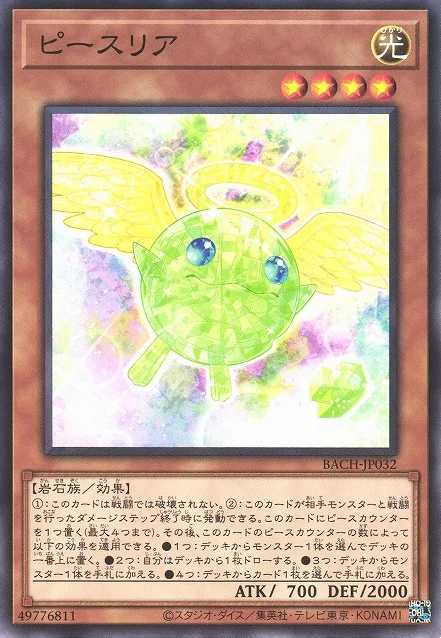 ピースリア
光
BACH-JP032
【岩石族／効果】
①:このカードは戦闘では破壊されない。②:このカードが相手モンスターと戦闘
を行ったダメージステップ終了時に発動できる。このカードにピースカウンター
を1つ置く(最大4つまで)。その後、このカードのピースカウンターの数によって
以下の効果を適用できる。●1つ:デッキからモンスター1体を選んでデッキの
一番上に置く。●2つ:自分はデッキから1枚ドローする。●3つ:デッキからモン
スター1体を手札に加える。●4つ:デッキからカード1枚を選んで手札に加える。
ATK/ 700 DEF/2000
49776811
©スタジオ・ダイス／集英社・テレビ東京・KONAMI